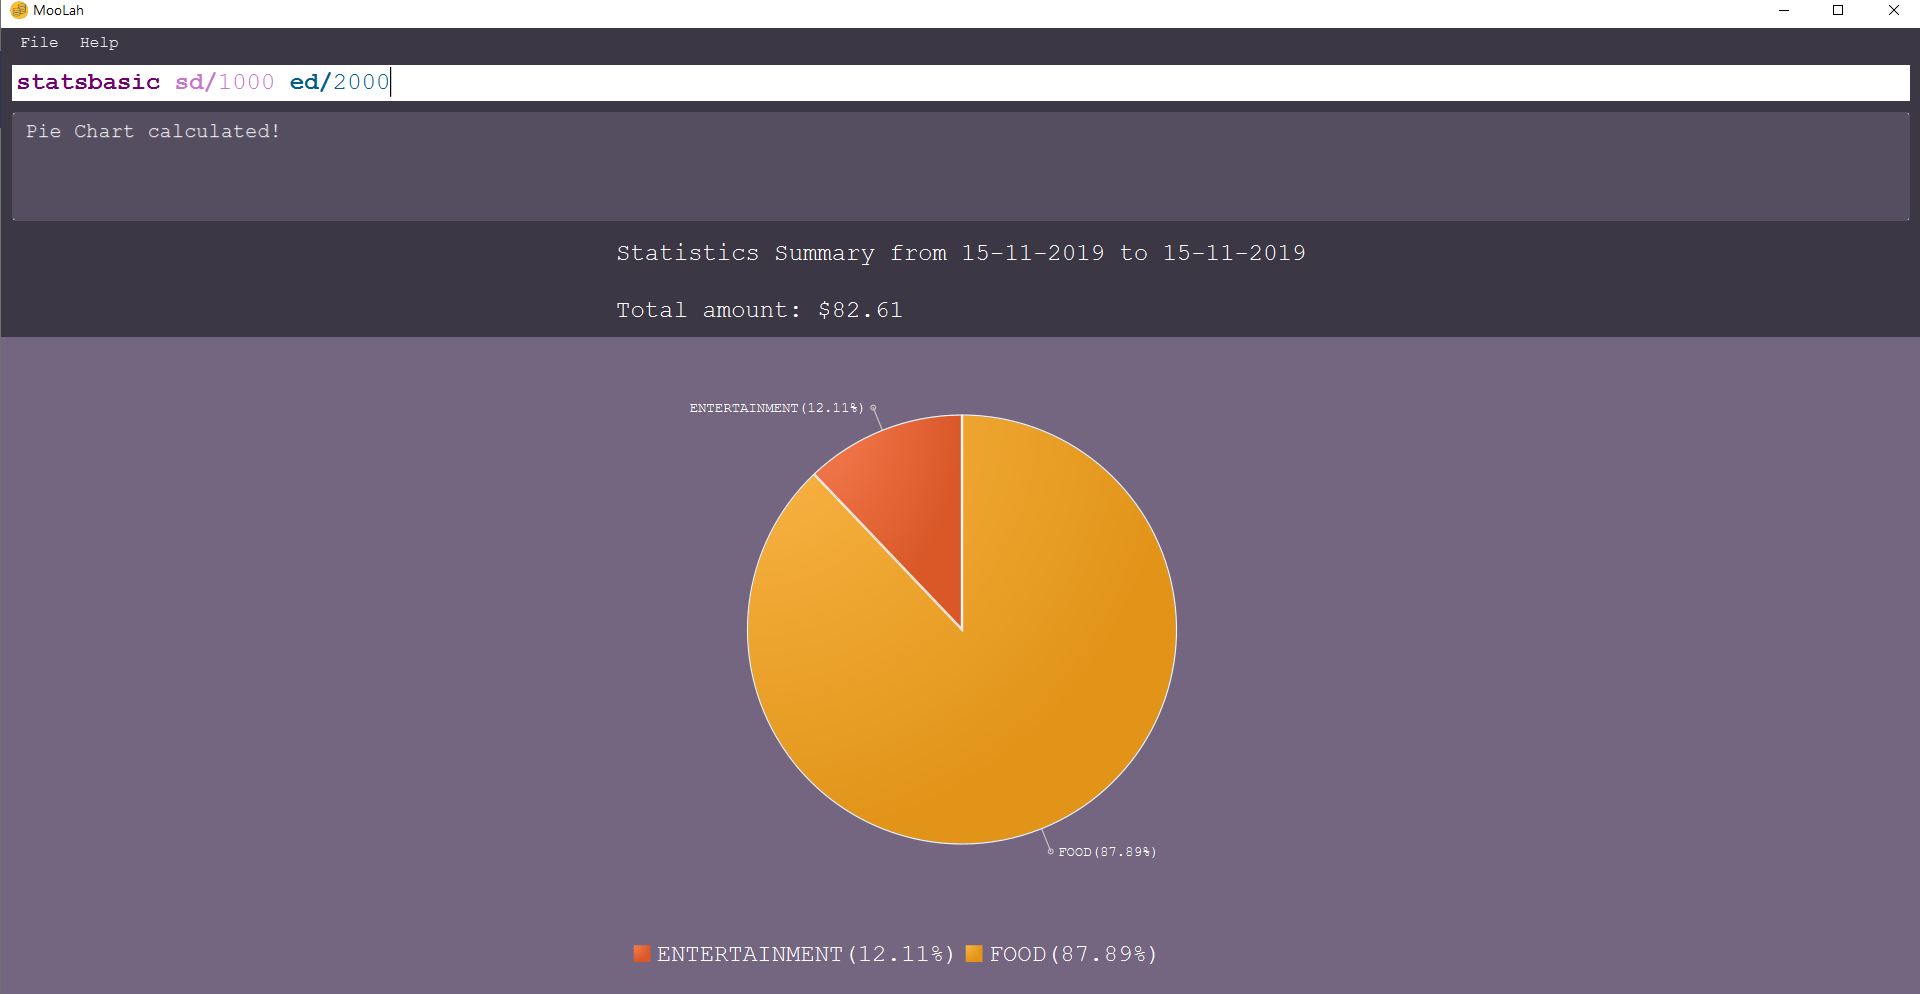 MooLah
File Help
statsbasic sd/1000 ed/2000
Pie Chart calculated!
Statistics Summary from 15-11-2019 to 15-11-2019
Total amount: $82.61
ENTERTAINMENT(12.11%)
FOOD(87.89%)
ENTERTAINMENT(12.11%) FOOD(87.89%)